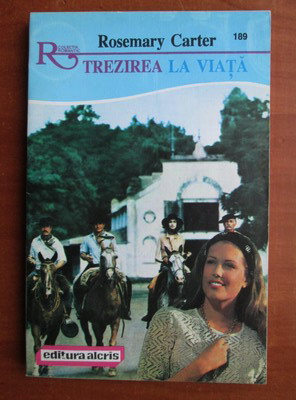 Rosemary Carter
189
COLECȚIA
ROMANTIC
TREZIREA LA VIAȚĂ
editura alcris